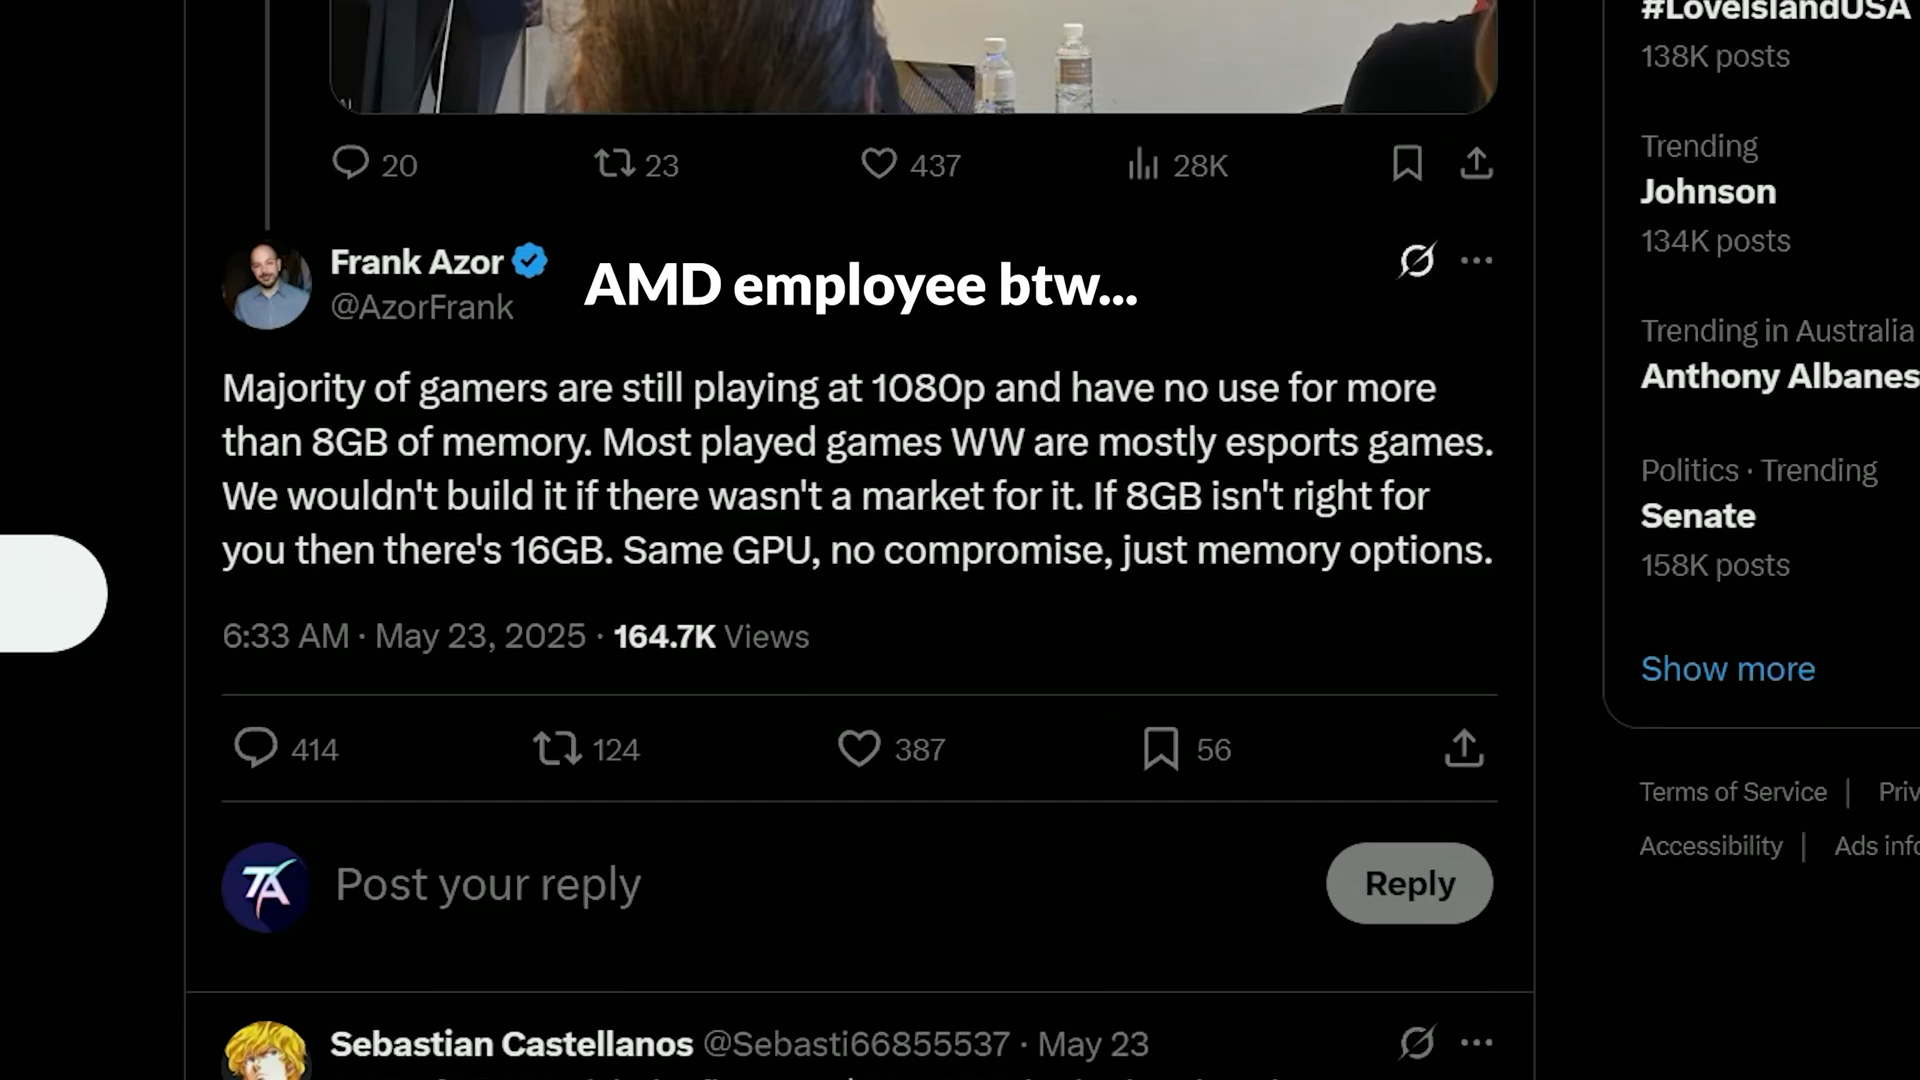 #LoveIslandUSA
138K posts
20 23 437 28K
Trending
Johnson
134K posts
Frank Azor
@AzorFrank
AMD employee btw...
Majority of gamers are still playing at 1080p and have no use for more
than 8GB of memory. Most played games WW are mostly esports games.
We wouldn't build it if there wasn't a market for it. If 8GB isn't right for
you then there's 16GB. Same GPU, no compromise, just memory options.
6:33 AM · May 23, 2025 · 164.7K Views
414 124 387 56
Trending in Australia
Anthony Albanes
Politics · Trending
Senate
158K posts
Show more
Terms of Service | Priv
Accessibility | Ads info
TA
Post your reply
Reply
Sebastian Castellanos @Sebasti66855537 · May 23